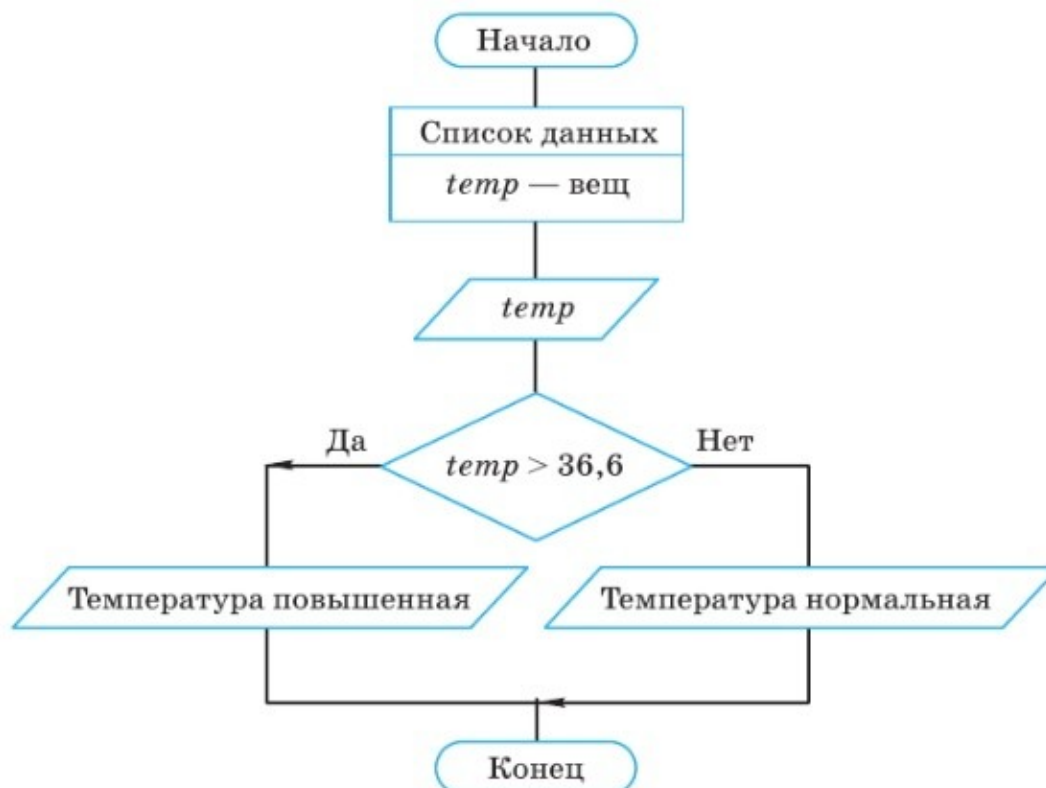 Начало
Список данных
temp — вещ
temp
Да
Нет
temp > 36,6
Температура повышенная
Температура нормальная
Конец